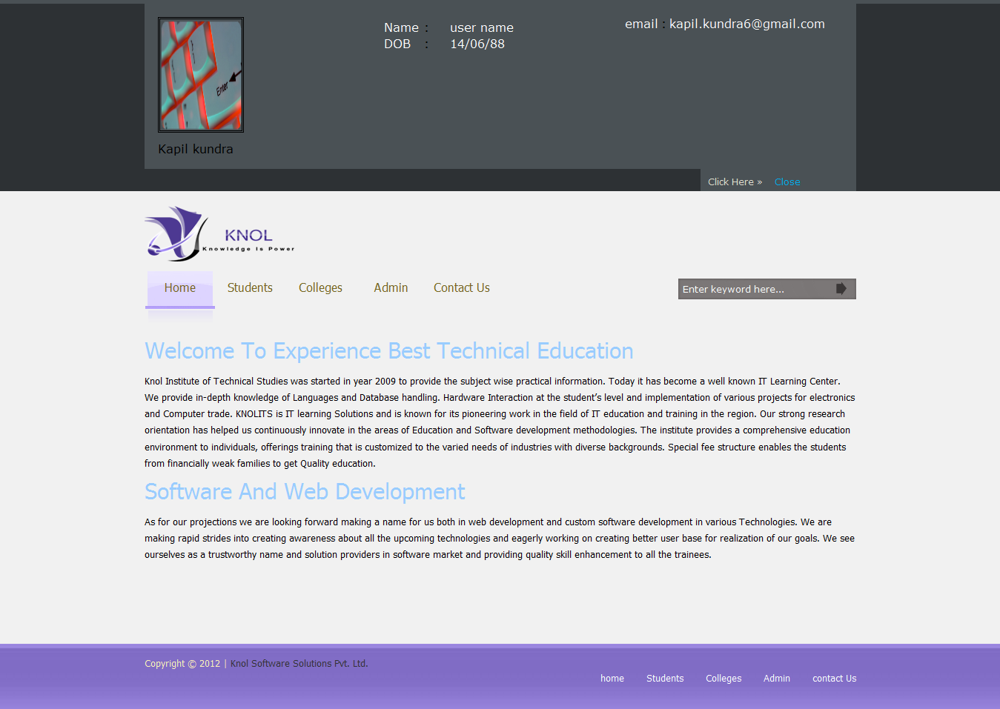 Name : user name
DOB : 14/06/88
email : kapil.kundra6@gmail.com
Enter
Kapil kundra
Click Here » Close
KNOL
Knowledge Is Power
Home Students Colleges Admin Contact Us
Enter keyword here...
Welcome To Experience Best Technical Education
Knol Institute of Technical Studies was started in year 2009 to provide the subject wise practical information. Today it has become a well known IT Learning Center.
We provide in-depth knowledge of Languages and Database handling. Hardware Interaction at the student’s level and implementation of various projects for electronics
and Computer trade. KNOLITS is IT learning Solutions and is known for its pioneering work in the field of IT education and training in the region. Our strong research
orientation has helped us continuously innovate in the areas of Education and Software development methodologies. The institute provides a comprehensive education
environment to individuals, offerings training that is customized to the varied needs of industries with diverse backgrounds. Special fee structure enables the students
from financially weak families to get Quality education.
Software And Web Development
As for our projections we are looking forward making a name for us both in web development and custom software development in various Technologies. We are
making rapid strides into creating awareness about all the upcoming technologies and eagerly working on creating better user base for realization of our goals. We see
ourselves as a trustworthy name and solution providers in software market and providing quality skill enhancement to all the trainees.
Copyright © 2012 | Knol Software Solutions Pvt. Ltd.
home Students Colleges Admin contact Us